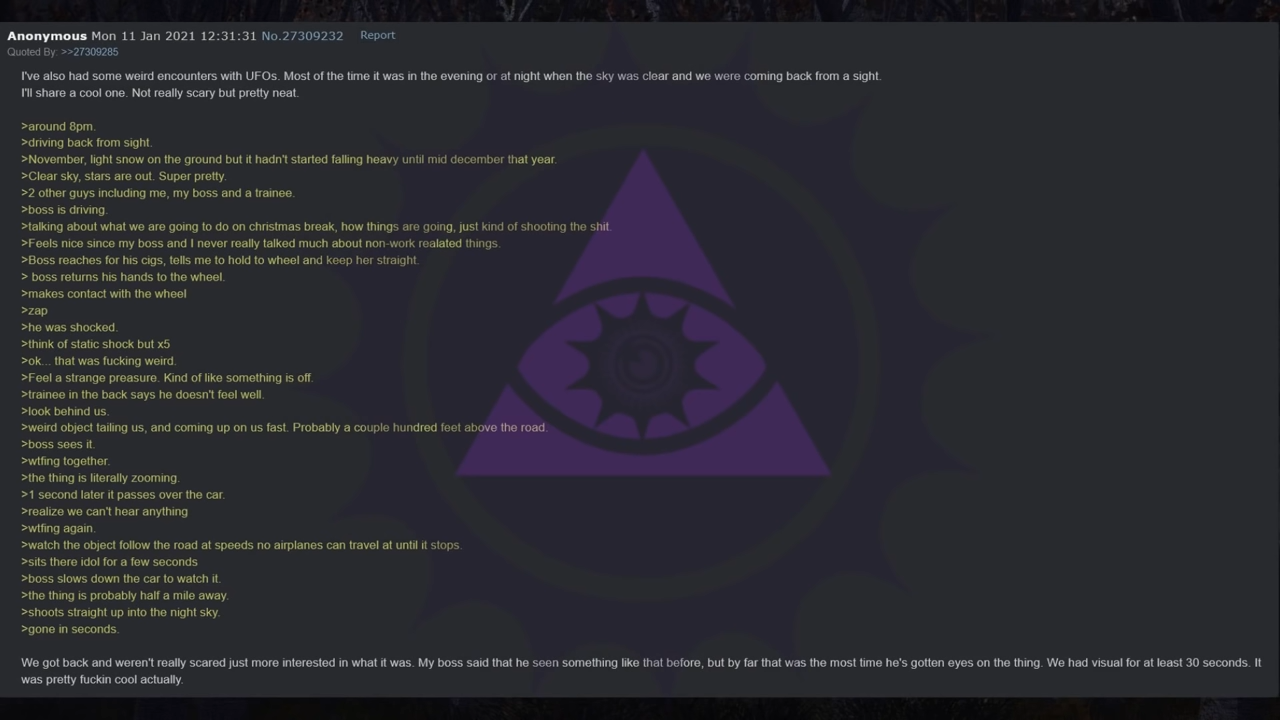 Anonymous Mon 11 Jan 2021 12:31:31 No.27309232 Report
Quoted By: >>27309285
I've also had some weird encounters with UFOs. Most of the time it was in the evening or at night when the sky was clear and we were coming back from a sight.
I'll share a cool one. Not really scary but pretty neat.
>around 8pm.
>driving back from sight.
>November, light snow on the ground but it hadn't started falling heavy until mid december that year.
>Clear sky, stars are out. Super pretty.
>2 other guys including me, my boss and a trainee.
>boss is driving.
>talking about what we are going to do on christmas break, how things are going, just kind of shooting the shit.
>Feels nice since my boss and I never really talked much about non-work realated things.
>Boss reaches for his cigs, tells me to hold to wheel and keep her straight.
> boss returns his hands to the wheel.
>makes contact with the wheel
>zap
>he was shocked.
>think of static shock but x5
>ok... that was fucking weird.
>Feel a strange preasure. Kind of like something is off.
>trainee in the back says he doesn't feel well.
>look behind us.
>weird object tailing us, and coming up on us fast. Probably a couple hundred feet above the road.
>boss sees it.
>wtfing together.
>the thing is literally zooming.
>1 second later it passes over the car.
>realize we can't hear anything
>wtfing again.
>watch the object follow the road at speeds no airplanes can travel at until it stops.
>sits there idol for a few seconds
>boss slows down the car to watch it.
>the thing is probably half a mile away.
>shoots straight up into the night sky.
>gone in seconds.
We got back and weren't really scared just more interested in what it was. My boss said that he seen something like that before, but by far that was the most time he's gotten eyes on the thing. We had visual for at least 30 seconds. It
was pretty fuckin cool actually.